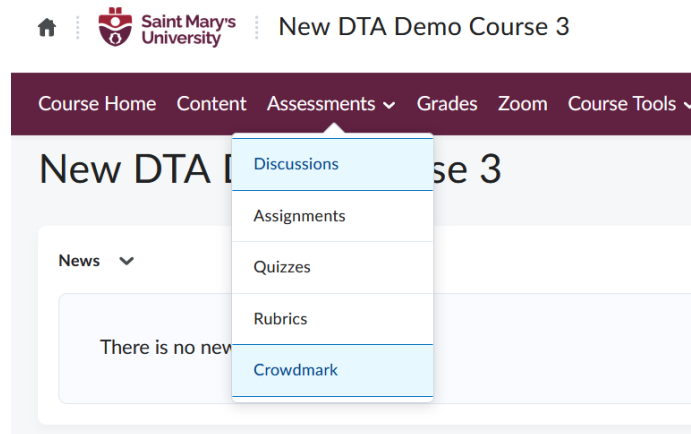 Saint Mary's
University
New DTA Demo Course 3
Course Home Content Assessments Grades Zoom Course Tools
New DTA D se 3
Discussions
Assignments
News
Quizzes
Rubrics
There is no new
Crowdmark